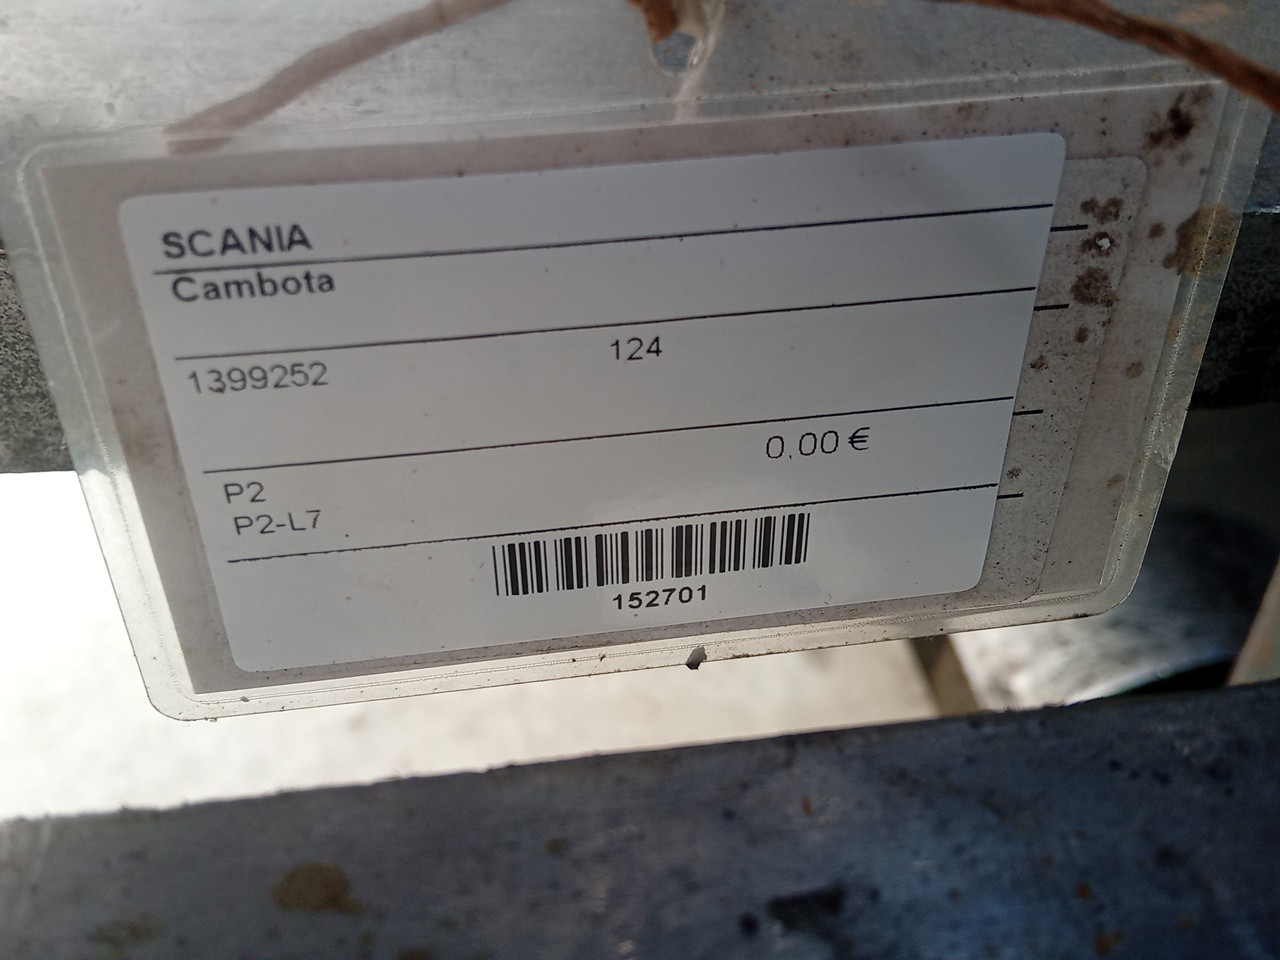 SCANIA
Cambota
1399252 124
0,00 €
P2
P2-L7
152701